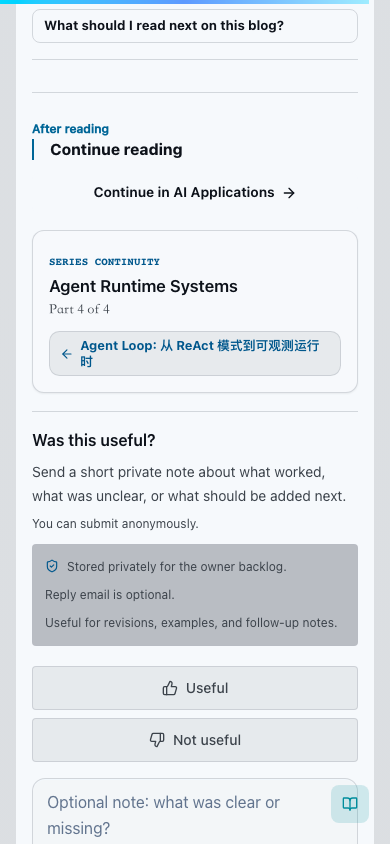 What should I read next on this blog?
After reading
Continue reading
Continue in AI Applications →
SERIES CONTINUITY
Agent Runtime Systems
Part 4 of 4
← Agent Loop: 从 ReAct 模式到可观测运行
时
Was this useful?
Send a short private note about what worked,
what was unclear, or what should be added next.
You can submit anonymously.
Stored privately for the owner backlog.
Reply email is optional.
Useful for revisions, examples, and follow-up notes.
Useful
Not useful
Optional note: what was clear or
missing?